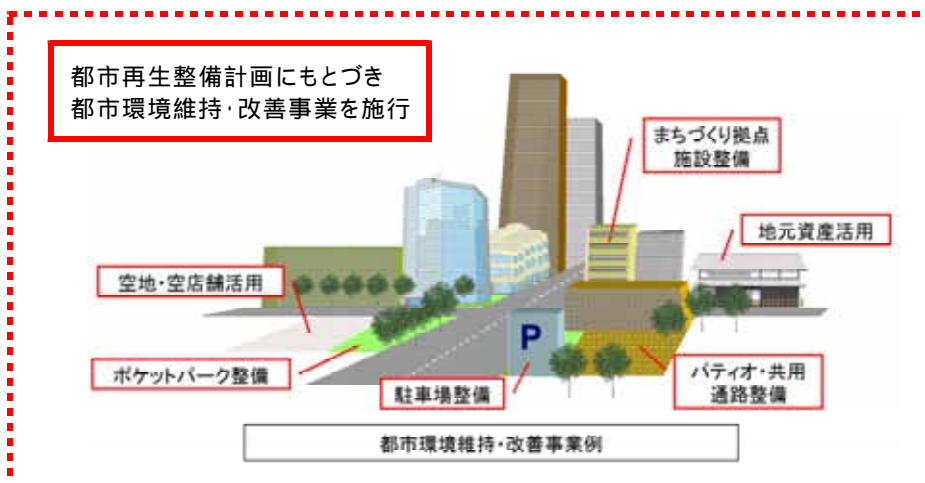 都市再生整備計画にもとづき
都市環境維持・改善事業を施行
まちづくり拠点
施設整備
地元資産活用
空地・空店舗活用
P
ポケットパーク整備
駐車場整備
パティオ・共用
通路整備
都市環境維持・改善事業例